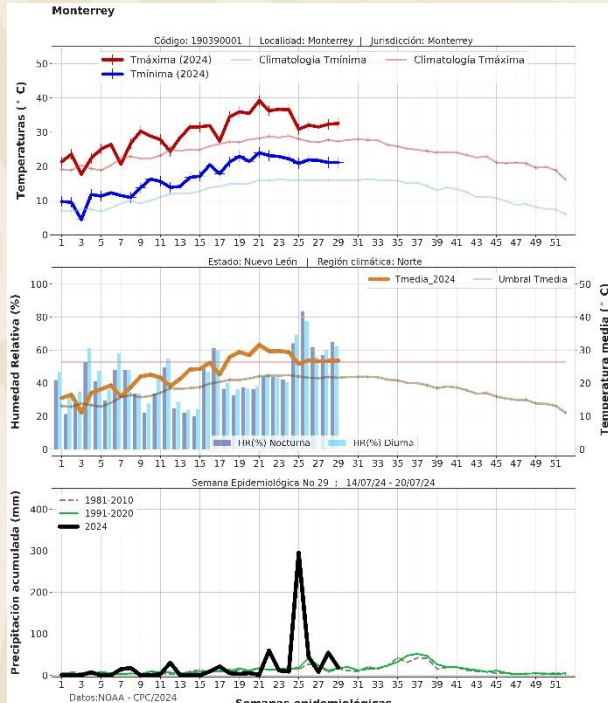 Monterrey
Código: 190390001 | Localidad: Monterrey | Jurisdicción: Monterrey
Tmáxima (2024)
Climatología Tmínima
Climatología Tmáxima
Tmínima (2024)
Temperaturas (° C)
50
40
30
20
10
0
1 3 5 7 9 11 13 15 17 19 21 23 25 27 29 31 33 35 37 39 41 43 45 47 49 51
Estado: Nuevo León | Región climática: Norte
Tmedia_2024
Umbral Tmedia
Humedad Relativa (%)
100
80
60
40
20
0
50
40
30
20
10
0
Temperatura media (° C)
HR(%) Nocturna
HR(%) Diurna
1 3 5 7 9 11 13 15 17 19 21 23 25 27 29 31 33 35 37 39 41 43 45 47 49 51
Semana Epidemiológica No 29 : 14/07/24 - 20/07/24
1981-2010
1991-2020
2024
Precipitación acumulada (mm)
400
300
200
100
0
1 3 5 7 9 11 13 15 17 19 21 23 25 27 29 31 33 35 37 39 41 43 45 47 49 51
Datos:NOAA - CPC/2024
Semanas epidemiológicas